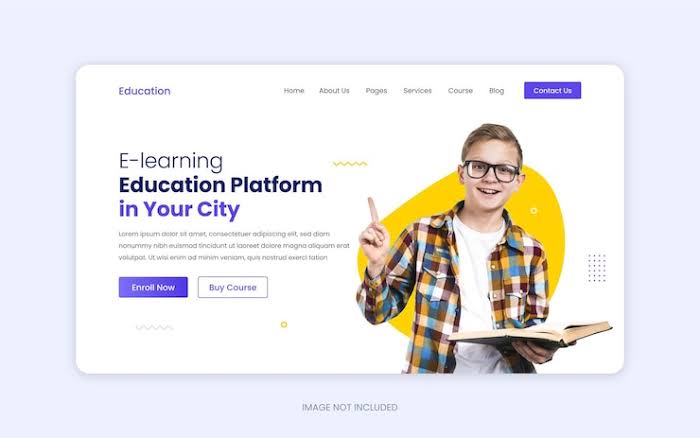 Education
Home About Us Pages Services Course Blog Contact Us
E-learning
Education Platform
in Your City
Lorem ipsum dolor sit amet, consectetuer adipiscing elit, sed diam
nonummy nibh euismod tincidunt ut laoreet dolore magna aliquam erat
volutpat. Ut wisi enim ad minim veniam, quis nostrud exerci tation
Enroll Now Buy Course
IMAGE NOT INCLUDED